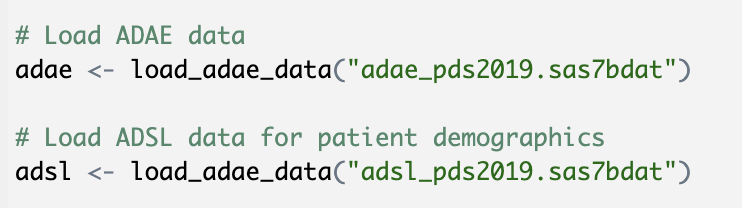 # Load ADAE data
adae <- load_adae_data("adae_pds2019.sas7bdat")
# Load ADSL data for patient demographics
adsl <- load_adae_data("adsl_pds2019.sas7bdat")